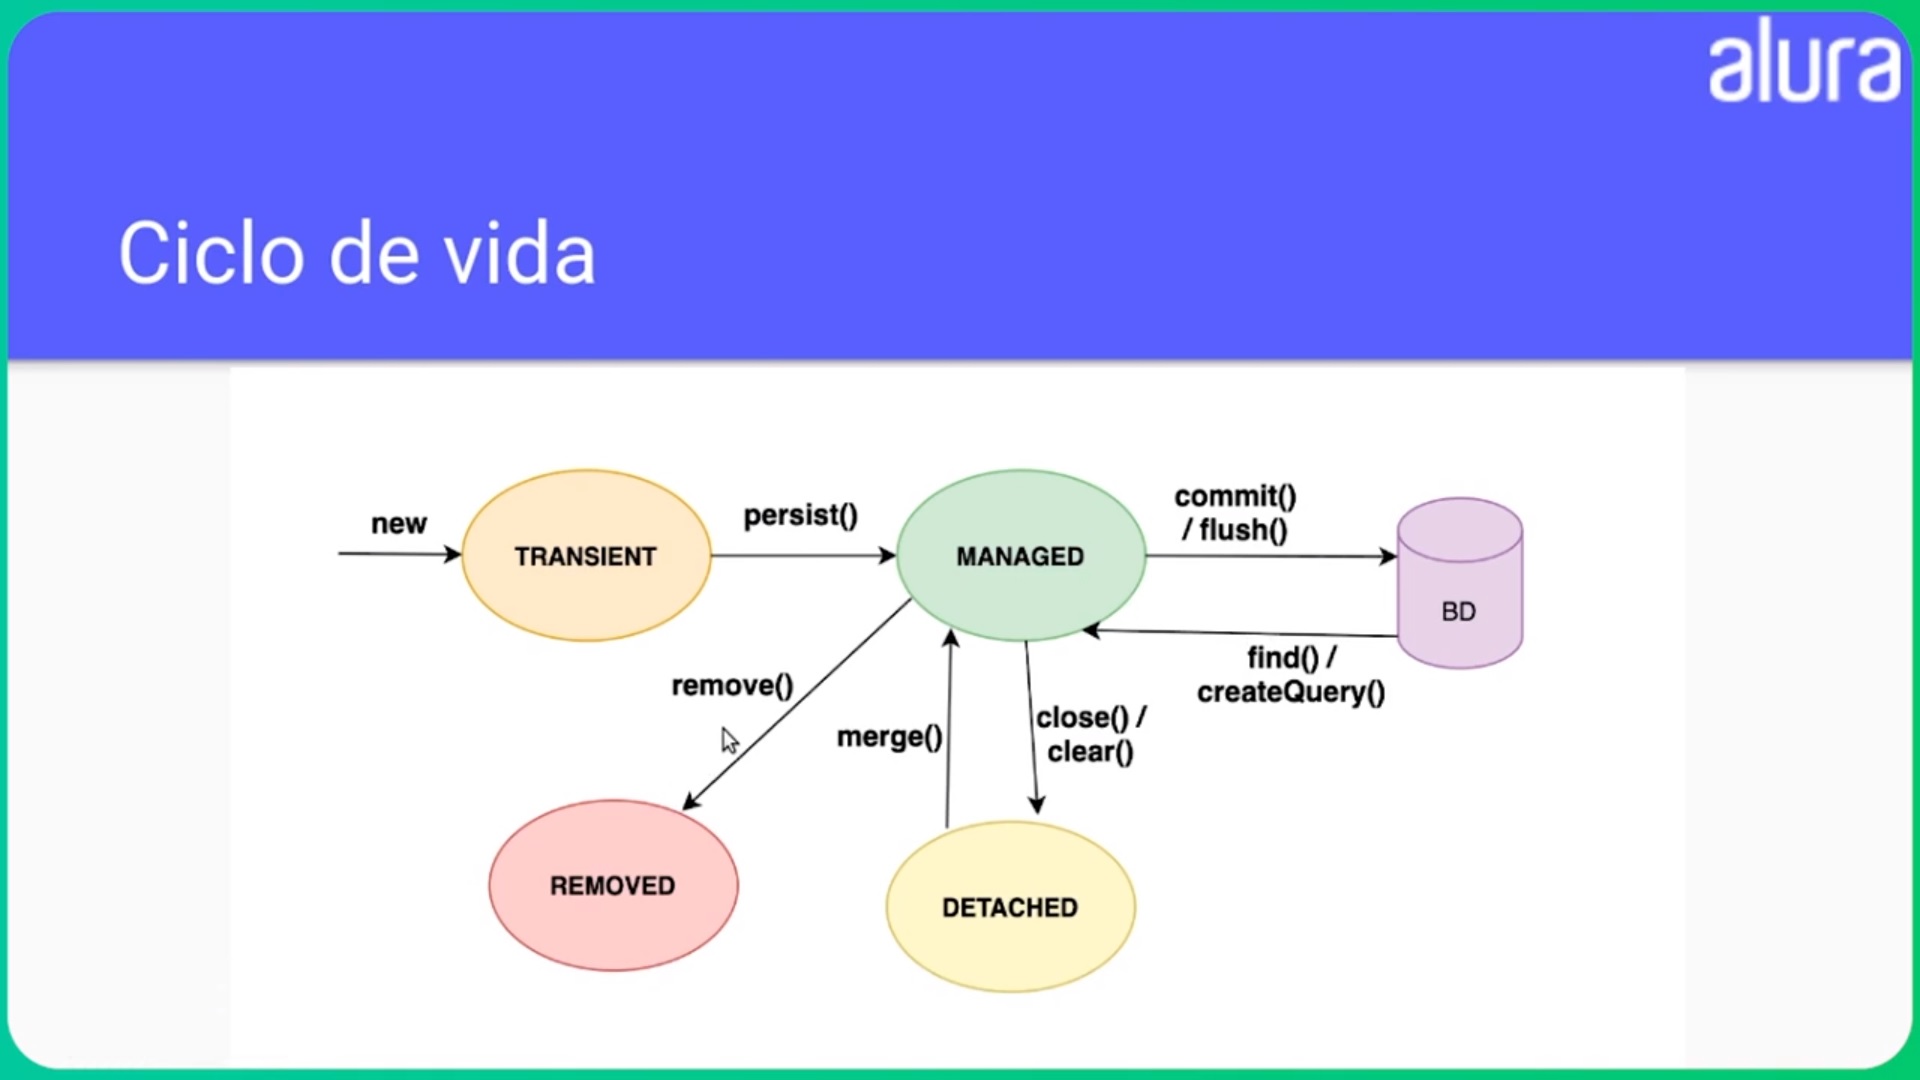 alura
Ciclo de vida
new
TRANSIENT
persist()
MANAGED
commit()
/ flush()
BD
find() /
createQuery()
remove()
merge()
close() /
clear()
REMOVED
DETACHED